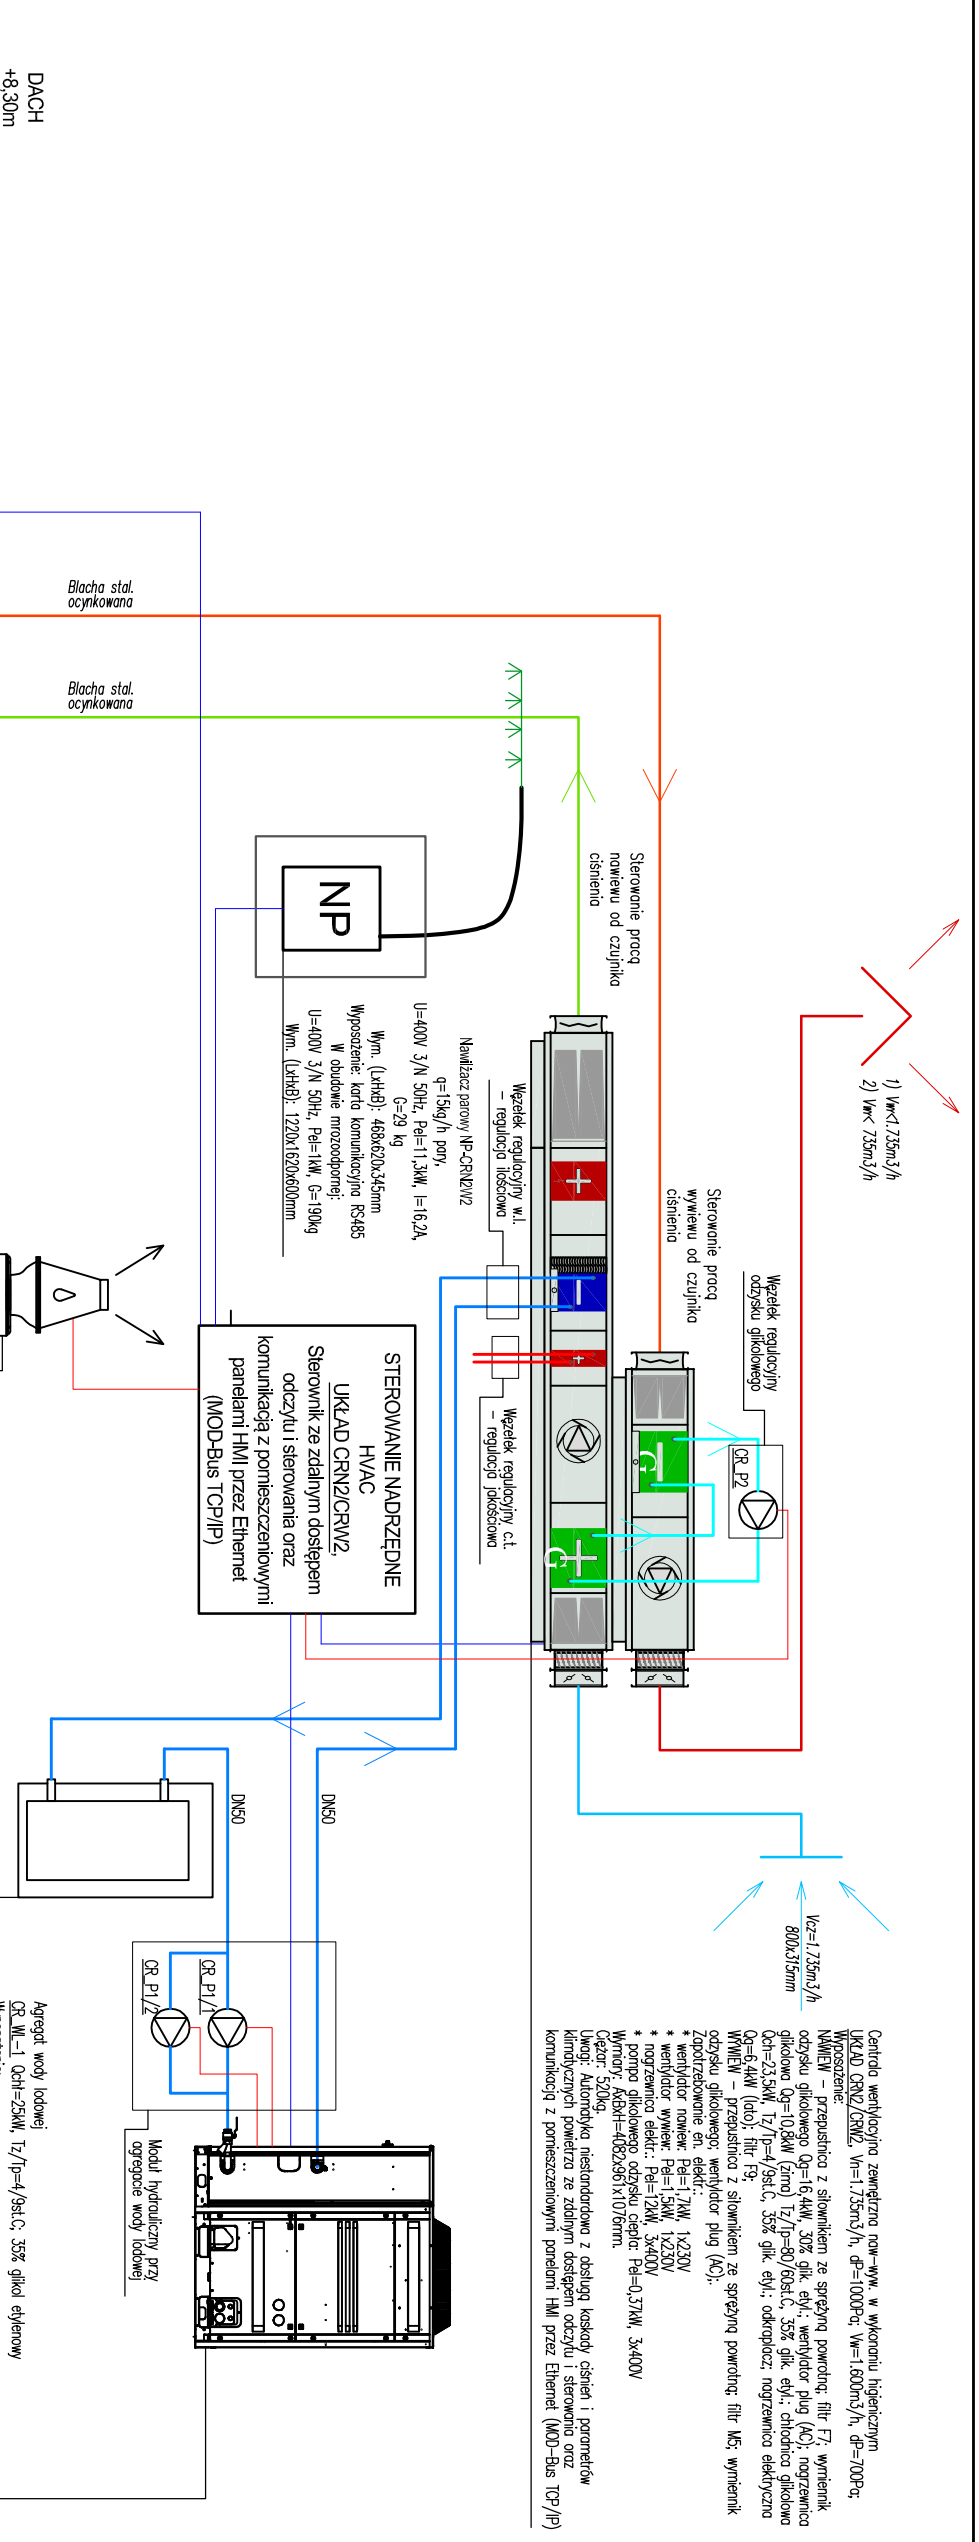 DACH
+8,30m
Blacha stal.
ocynkowana
Blacha stal.
ocynkowana
Sterowanie pracą
nawiewu od czujnika
ciśnienia
1) Vw<1.735m3/h
2) Vw< 735m3/h
NP
Nawilżacz parowy NP-CRN2W2
q=15kg/h pary,
U=400V 3/N 50Hz, Pel=11,3kW, I=16,2A,
G=29 kg
Wym. (LxHxB): 468x620x345mm
Wyposażenie: karta komunikacyjna RS485
W obudowie mrozoodpornej:
U=400V 3/N 50Hz, Pel=1kW, G=190kg
Wym. (LxHxB): 1220x1620x600mm
Węzełek regulacyjny w.l.
- regulacja ilościowa
Sterowanie pracą
wywiewu od czujnika
ciśnienia
Węzełek regulacyjny
odzysku glikolowego
CR_P2
G
G
Węzełek regulacyjny c.t.
- regulacja jakościowa
STEROWANIE NADRZĘDNE
HVAC
UKŁAD CRN2/CRW2,
Sterownik ze zdalnym dostępem
odczytu i sterowania oraz
komunikacją z pomieszczeniowymi
panelami HMI przez Ethernet
(MOD-Bus TCP/IP)
DN50
DN50
Vcz=1.735m3/h
800x315mm
CR_P1/1
CR_P1/2
Moduł hydrauliczny przy
agregacie wody lodowej
Agregat wody lodowej
CR_WL-1 Qchł=25kW, Tz/Tp=4/9st.C; 35% glikol etylenowy
Centrala wentylacyjna zewnętrzna naw-wyw. w wykonaniu higienicznym
UKŁAD CRN2/CRW2, Vn=1.735m3/h, dP=1000Pa; Vw=1.600m3/h, dP=700Pa;
Wyposażenie:
NAWIEW - przepustnica z siłownikiem ze sprężyną powrotną; filtr F7; wymiennik
odzysku glikolowego Qg=16,4kW, 30% glik. etyl.; wentylator plug (AC); nagrzewnica
glikolowa Qg=10,8kW (zima) Tz/Tp=80/60st.C, 35% glik. etyl.; chłodnica glikolowa
Qch=23,5kW, Tz/Tp=4/9st.C, 35% glik. etyl.; odkraplacz; nagrzewnica elektryczna
Qg=6,4kW (lato); filtr F9;
WYWIEW - przepustnica z siłownikiem ze sprężyną powrotną; filtr M5; wymiennik
odzysku glikolowego; wentylator plug (AC);
Zapotrzebowanie en. elektr.:
* wentylator nawiew: Pel=1,7kW, 1x230V
* wentylator wywiew: Pel=1,5kW, 1x230V
* nagrzewnica elektr.: Pel=12kW, 3x400V
* pompa glikolowego odzysku ciepła: Pel=0,37kW, 3x400V
Wymiary: AxBxH=4082x961x1076mm.
Ciężar: 520kg.
Uwagi: Automatyka niestandardowa z obsługą kaskady ciśnień i parametrów
klimatycznych powietrza ze zdalnym dostępem odczytu i sterowania oraz
komunikacją z pomieszczeniowymi panelami HMI przez Ethernet (MOD-Bus TCP/IP)